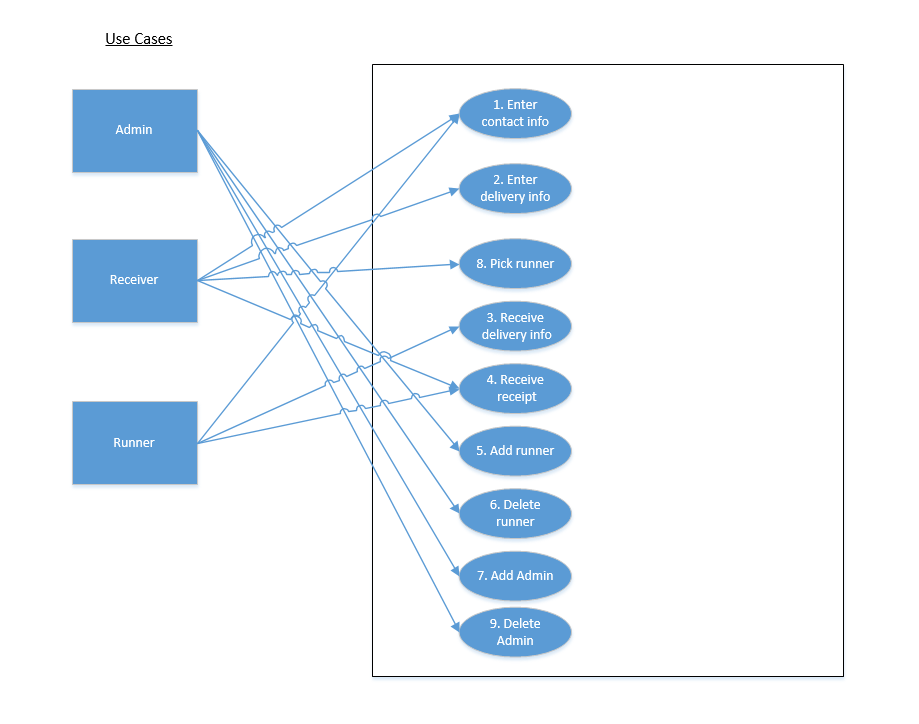 Use Cases
Admin
Receiver
Runner
1. Enter
contact info
2. Enter
delivery info
8. Pick runner
3. Receive
delivery info
4. Receive
receipt
5. Add runner
6. Delete
runner
7. Add Admin
9. Delete
Admin